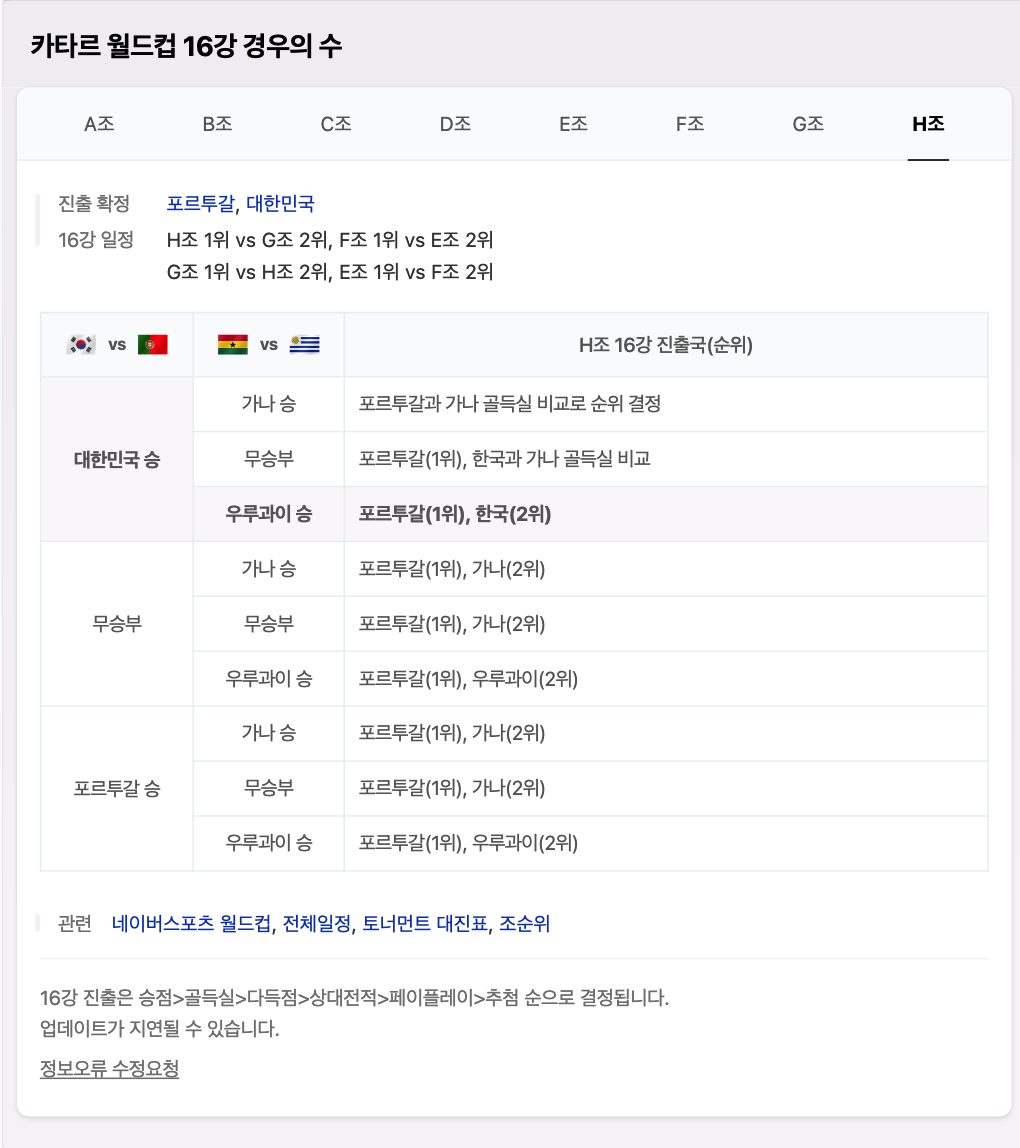 카타르 월드컵 16강 경우의 수
A조 B조 C조 D조 E조 F조 G조 H조
진출 확정 포르투갈, 대한민국
16강 일정 H조 1위 vs G조 2위, F조 1위 vs E조 2위
G조 1위 vs H조 2위, E조 1위 vs F조 2위
vs vs H조 16강 진출국(순위)
가나 승 포르투갈과 가나 골득실 비교로 순위 결정
대한민국 승 무승부 포르투갈(1위), 한국과 가나 골득실 비교
우루과이 승 포르투갈(1위), 한국(2위)
가나 승 포르투갈(1위), 가나(2위)
무승부 무승부 포르투갈(1위), 가나(2위)
우루과이 승 포르투갈(1위), 우루과이(2위)
가나 승 포르투갈(1위), 가나(2위)
포르투갈 승 무승부 포르투갈(1위), 가나(2위)
우루과이 승 포르투갈(1위), 우루과이(2위)
관련 네이버스포츠 월드컵, 전체일정, 토너먼트 대진표, 조순위
16강 진출은 승점>골득실>다득점>상대전적>페이플레이>추첨 순으로 결정됩니다.
업데이트가 지연될 수 있습니다.
정보오류 수정요청